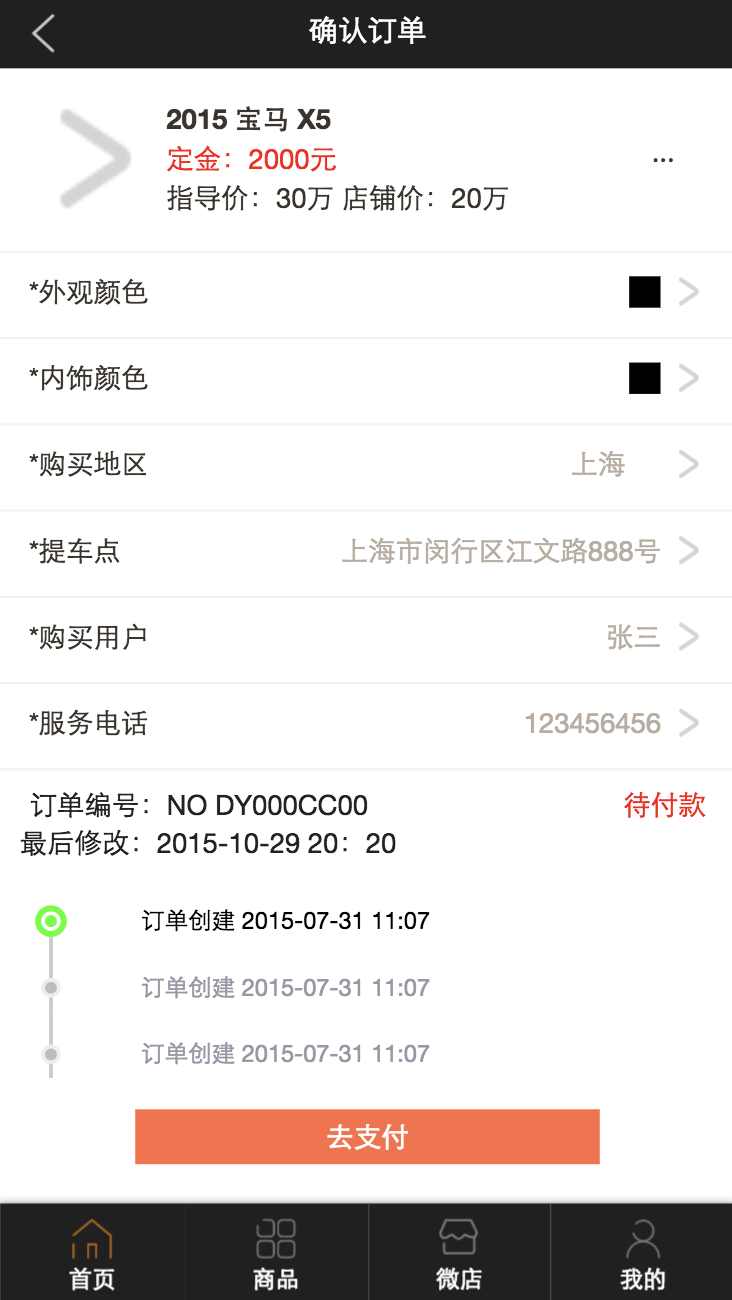 确认订单
2015 宝马 X5
定金：2000元
...
指导价：30万 店铺价：20万
*外观颜色
*内饰颜色
*购买地区 上海
*提车点 上海市闵行区江文路888号
*购买用户 张三
*服务电话 123456456
订单编号：NO DY000CC00 待付款
最后修改：2015-10-29 20：20
订单创建 2015-07-31 11:07
订单创建 2015-07-31 11:07
订单创建 2015-07-31 11:07
去支付
首页 商品 微店 我的